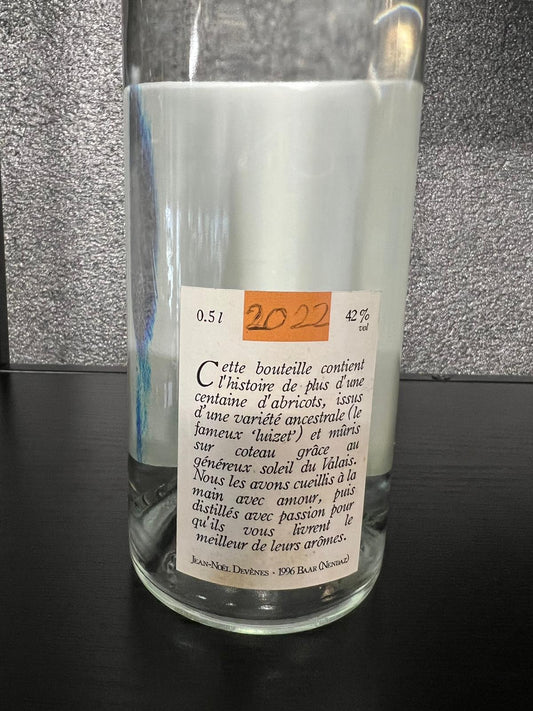 0.5 l 2022 42 %
vol
Cette bouteille contient
l'histoire de plus d'une
centaine d'abricots, issus
d'une variété ancestrale (le
fameux 'luizet') et mûris
sur coteau grâce au
généreux soleil du Valais.
Nous les avons cueillis à la
main avec amour, puis
distillés avec passion pour
qu'ils vous livrent le
meilleur de leurs arômes.
Jean-Noël Devènes - 1996 Baar (Nendaz)